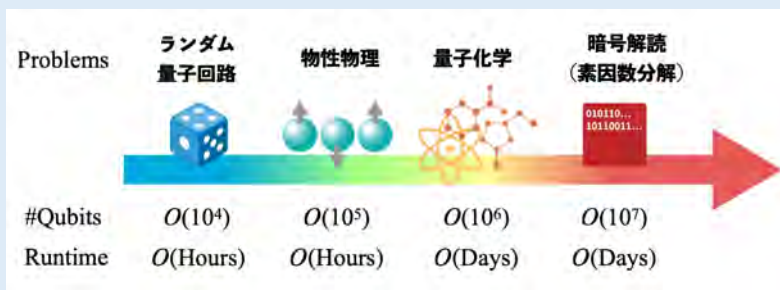 Problems
ランダム
量子回路
物性物理
量子化学
暗号解読
（素因数分解）
010110...
10110011...
#Qubits O(10⁴) O(10⁵) O(10⁶) O(10⁷)
Runtime O(Hours) O(Hours) O(Days) O(Days)